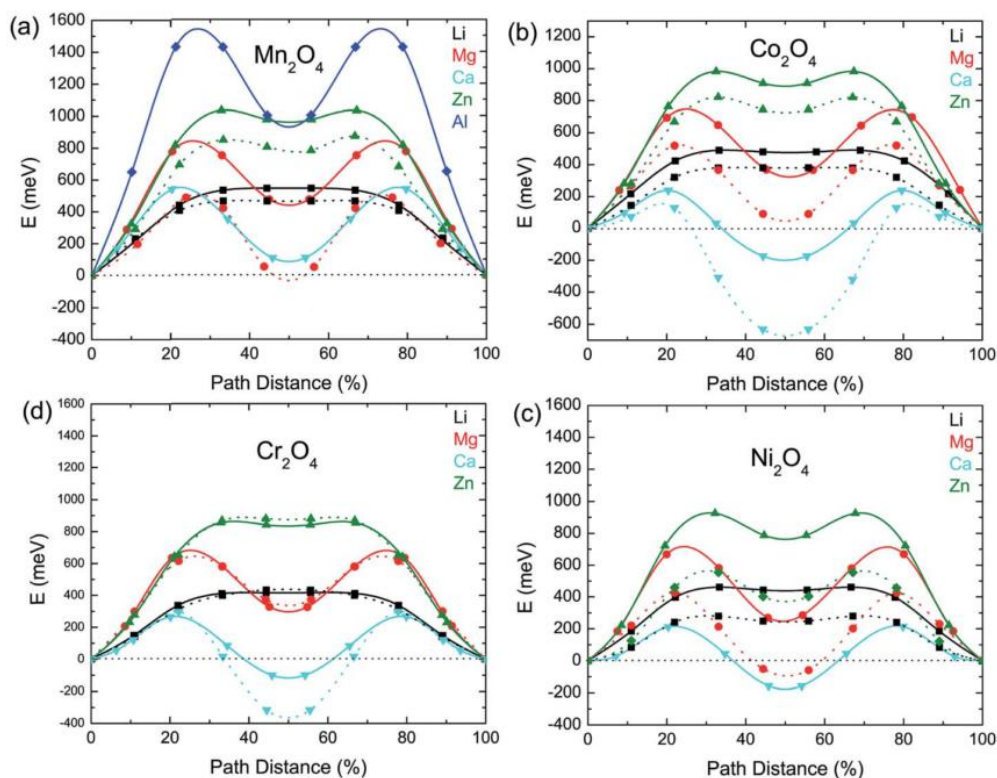 (a)
Mn2O4
Li
Mg
Ca
Zn
Al
1600
1400
1200
1000
800
600
400
200
0
-200
-400
E (meV)
0 20 40 60 80 100
Path Distance (%)
(b)
Co2O4
Li
Mg
Ca
Zn
1200
1000
800
600
400
200
0
-200
-400
-600
E (meV)
0 20 40 60 80 100
Path Distance (%)
(d)
Cr2O4
Li
Mg
Ca
Zn
1600
1400
1200
1000
800
600
400
200
0
-200
-400
E (meV)
0 20 40 60 80 100
Path Distance (%)
(c)
Ni2O4
Li
Mg
Ca
Zn
1600
1400
1200
1000
800
600
400
200
0
-200
-400
E (meV)
0 20 40 60 80 100
Path Distance (%)